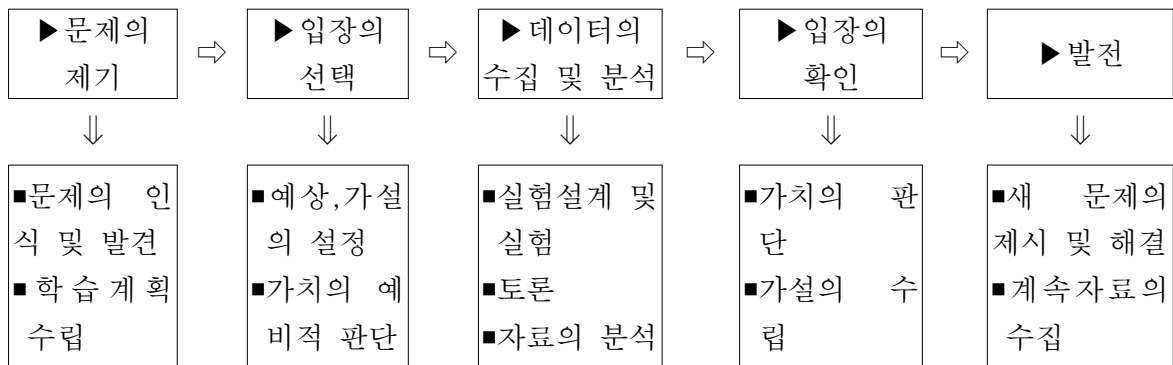 ▶문제의
제기
⇨
▶입장의
선택
⇨
▶데이터의
수집 및 분석
⇨
▶입장의
확인
⇨
▶발전
⇓
⇓
⇓
⇓
⇓
■문제의 인
식 및 발견
■학습계획
수립
■예상,가설
의 설정
■가치의 예
비적 판단
■실험설계 및
실험
■토론
■자료의 분석
■가치의 판
단
■가설의 수
립
■새 문제의
제시 및 해결
■계속자료의
수집